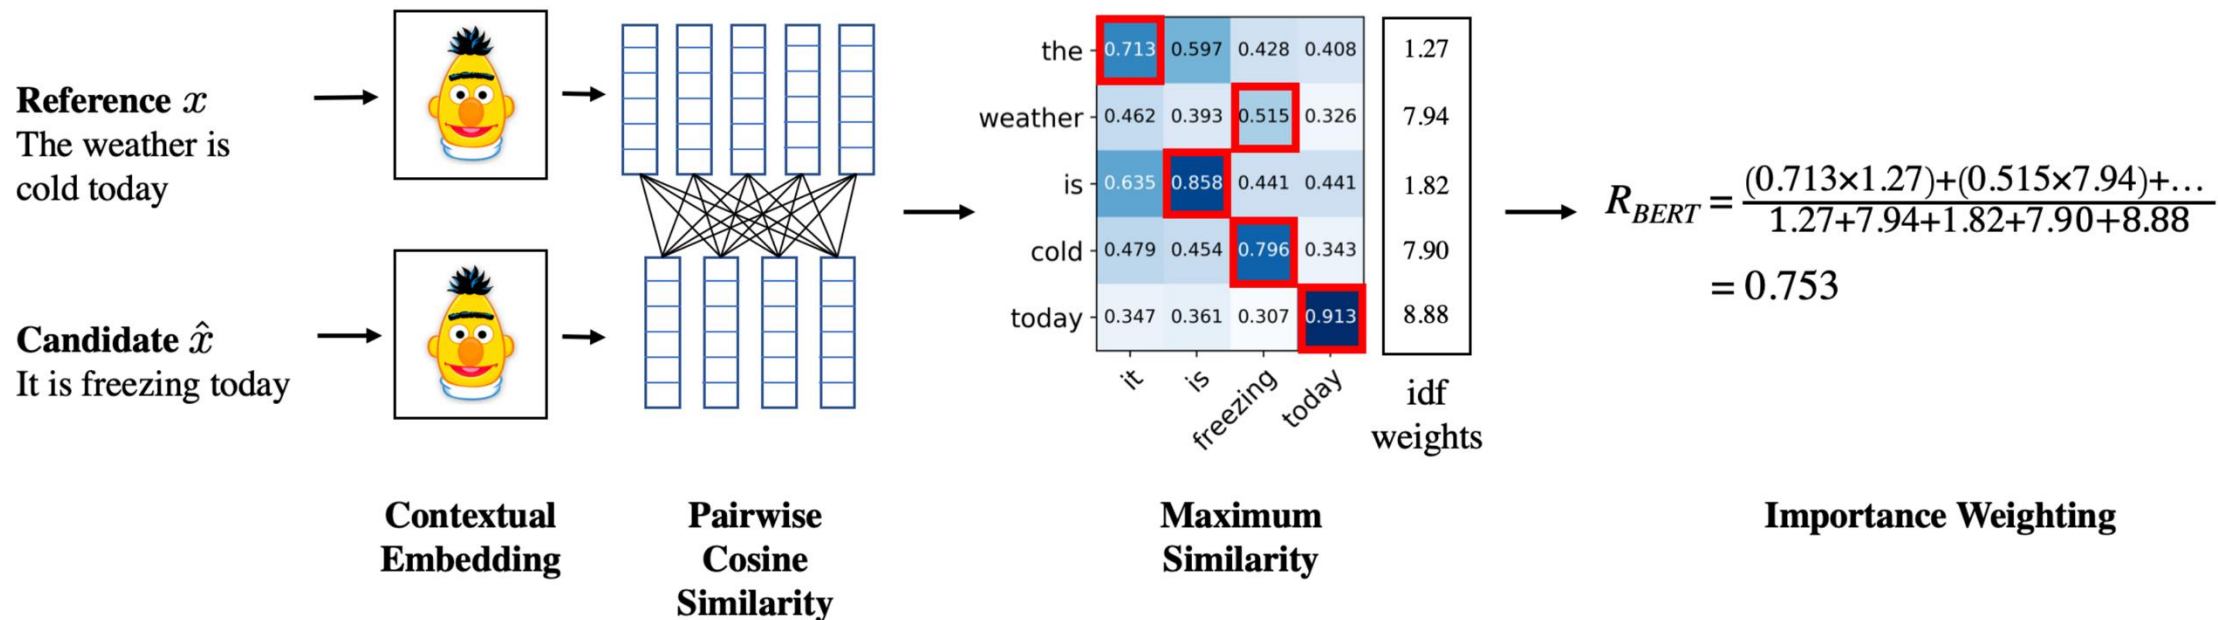 Reference x
The weather is
cold today
Candidate x̂
It is freezing today
Contextual
Embedding
Pairwise
Cosine
Similarity
the 0.713 0.597 0.428 0.408 1.27
weather 0.462 0.393 0.515 0.326 7.94
is 0.635 0.858 0.441 0.441 1.82
cold 0.479 0.454 0.796 0.343 7.90
today 0.347 0.361 0.307 0.913 8.88
it is freezing today
idf
weights
Maximum
Similarity
(0.713×1.27)+(0.515×7.94)+...
R_BERT =
1.27+7.94+1.82+7.90+8.88
= 0.753
Importance Weighting